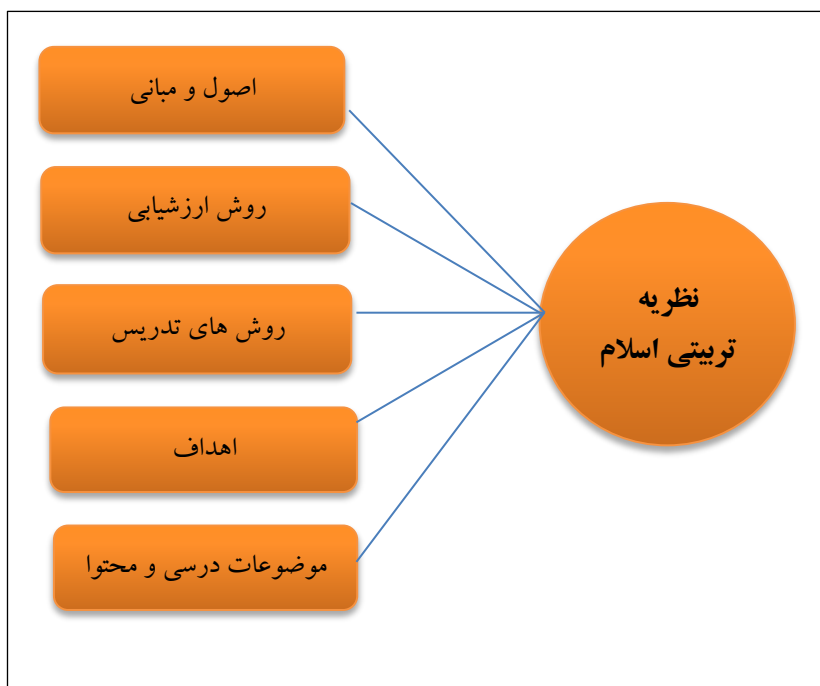 نظریه
تربیتی اسلام
اصول و مبانی
روش ارزشیابی
روش های تدریس
اهداف
موضوعات درسی و محتوا